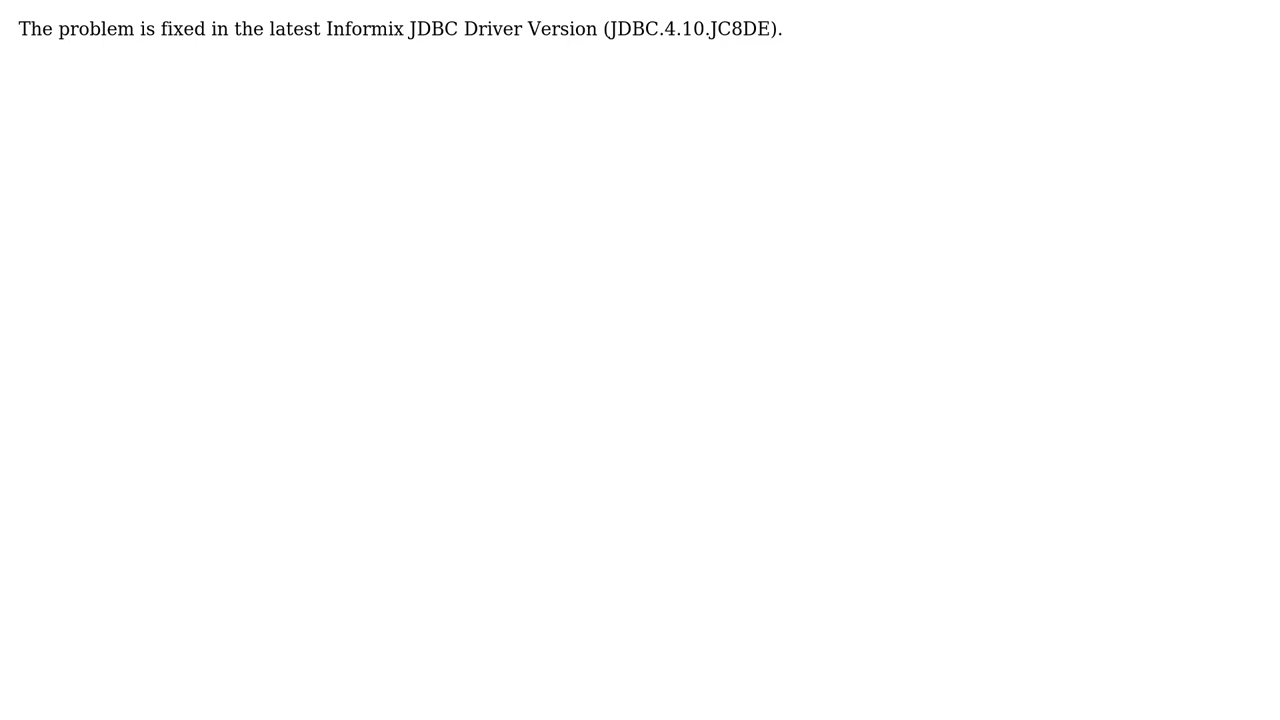 The problem is fixed in the latest Informix JDBC Driver Version (JDBC.4.10.JC8DE).